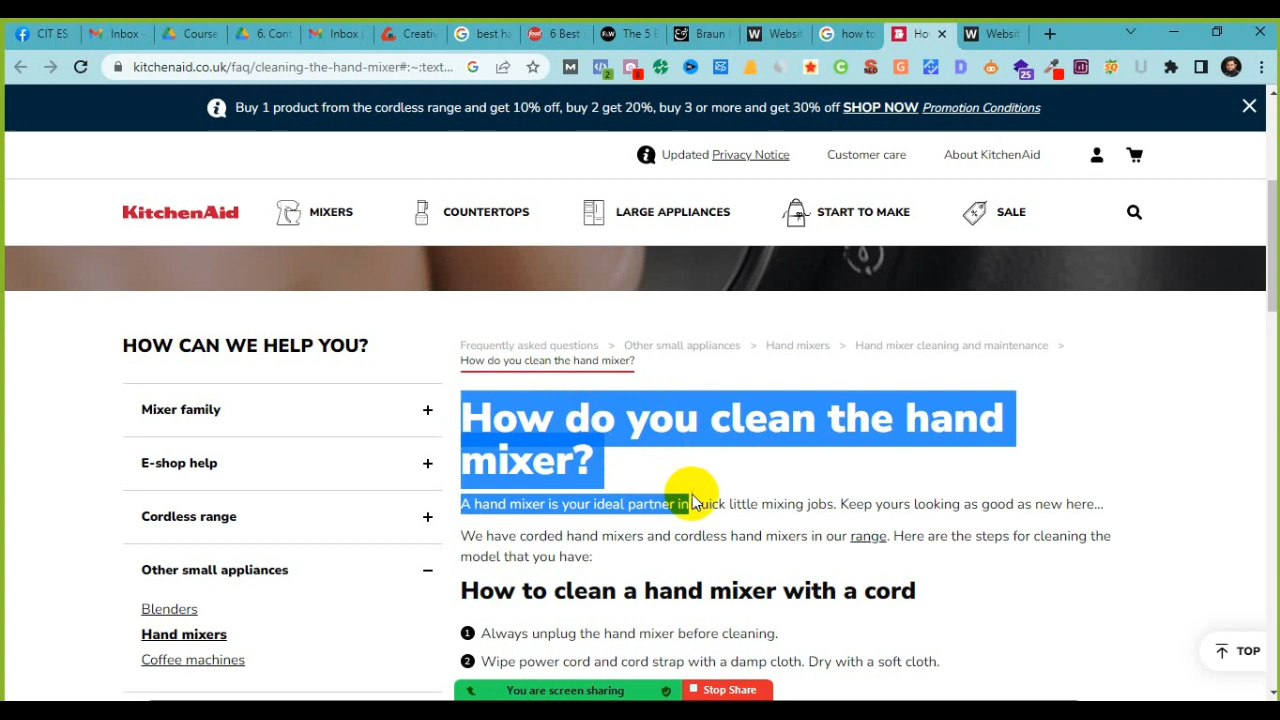 CIT ES
Inbox -
Course
6. Cont
Inbox (
Creativ
best ha
6 Best
The 5 B
Braun
Websit
how to
Ho
Websit
kitchenaid.co.uk/faq/cleaning-the-hand-mixer#:~:text...
Buy 1 product from the cordless range and get 10% off, buy 2 get 20%, buy 3 or more and get 30% off SHOP NOW Promotion Conditions
Updated Privacy Notice
Customer care
About KitchenAid
KitchenAid
MIXERS
COUNTERTOPS
LARGE APPLIANCES
START TO MAKE
SALE
HOW CAN WE HELP YOU?
Mixer family
E-shop help
Cordless range
Other small appliances
Blenders
Hand mixers
Coffee machines
Frequently asked questions > Other small appliances > Hand mixers > Hand mixer cleaning and maintenance >
How do you clean the hand mixer?
How do you clean the hand
mixer?
A hand mixer is your ideal partner in quick little mixing jobs. Keep yours looking as good as new here...
We have corded hand mixers and cordless hand mixers in our range. Here are the steps for cleaning the
model that you have:
How to clean a hand mixer with a cord
1 Always unplug the hand mixer before cleaning.
2 Wipe power cord and cord strap with a damp cloth. Dry with a soft cloth.
TOP
You are screen sharing
Stop Share